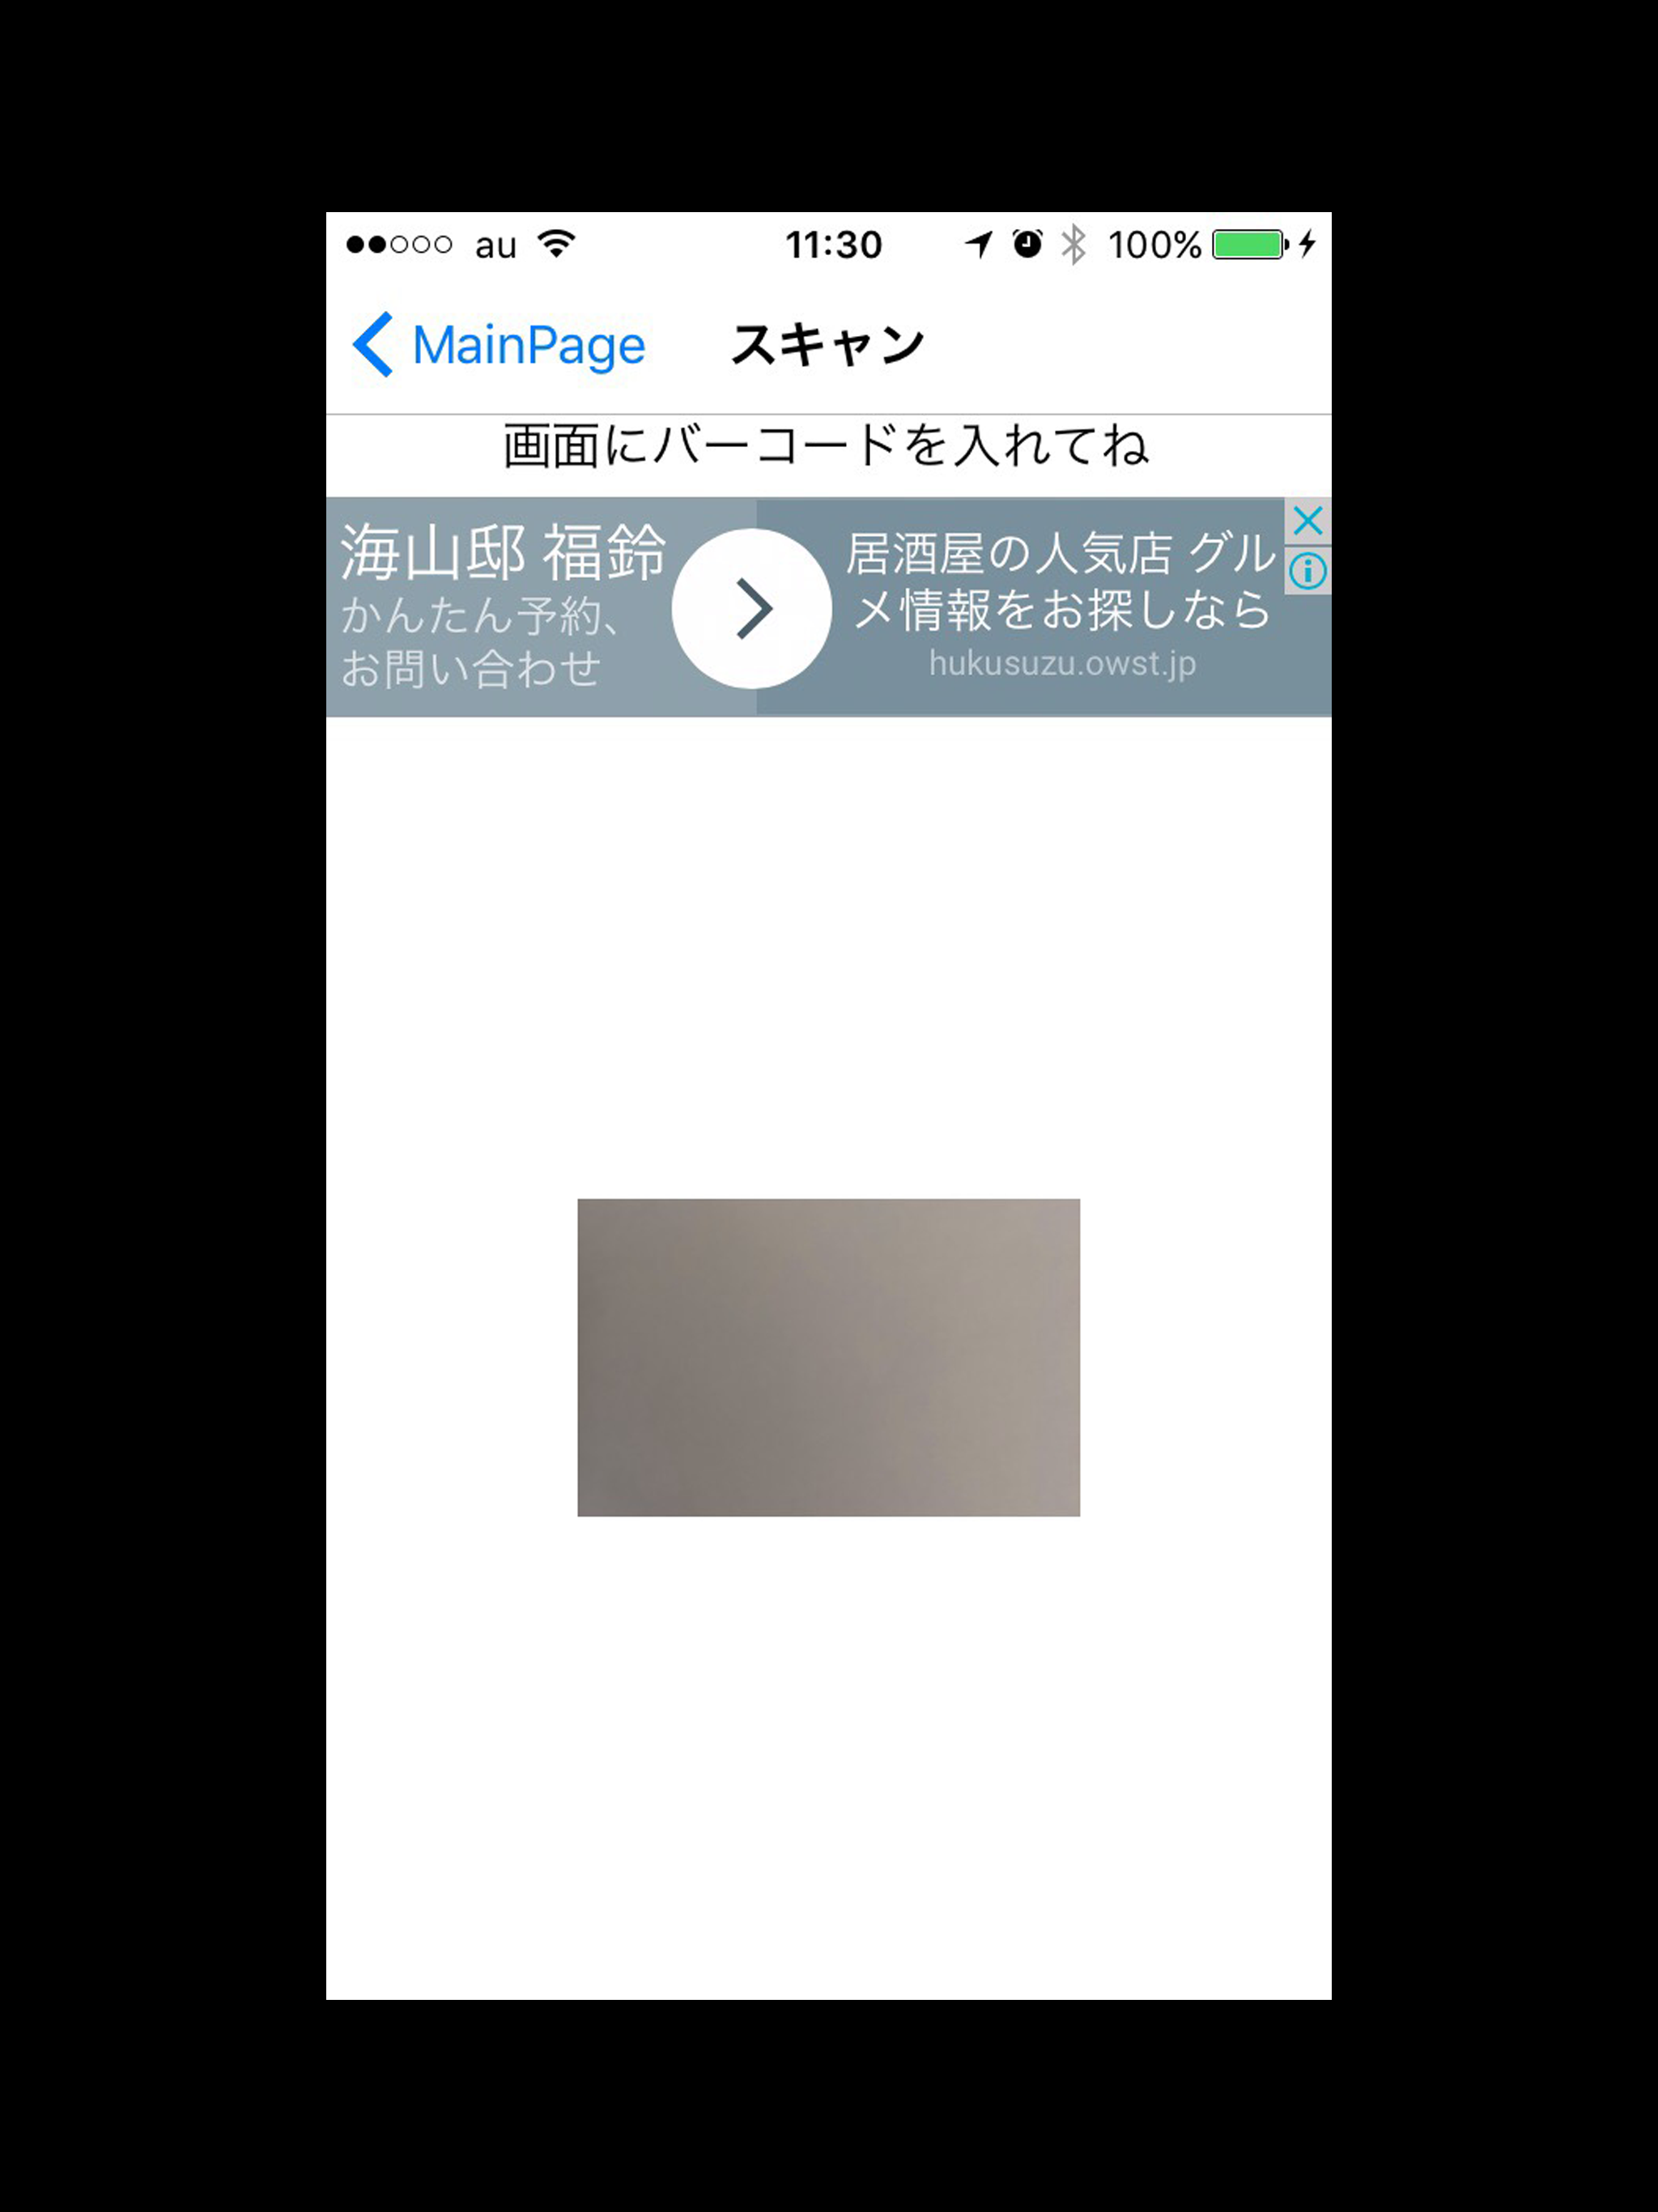 au 11:30 100%
MainPage スキャン
画面にバーコードを入れてね
海山邸 福鈴
かんたん予約、
お問い合わせ
居酒屋の人気店 グル
メ情報をお探しなら
hukusuzu.owst.jp